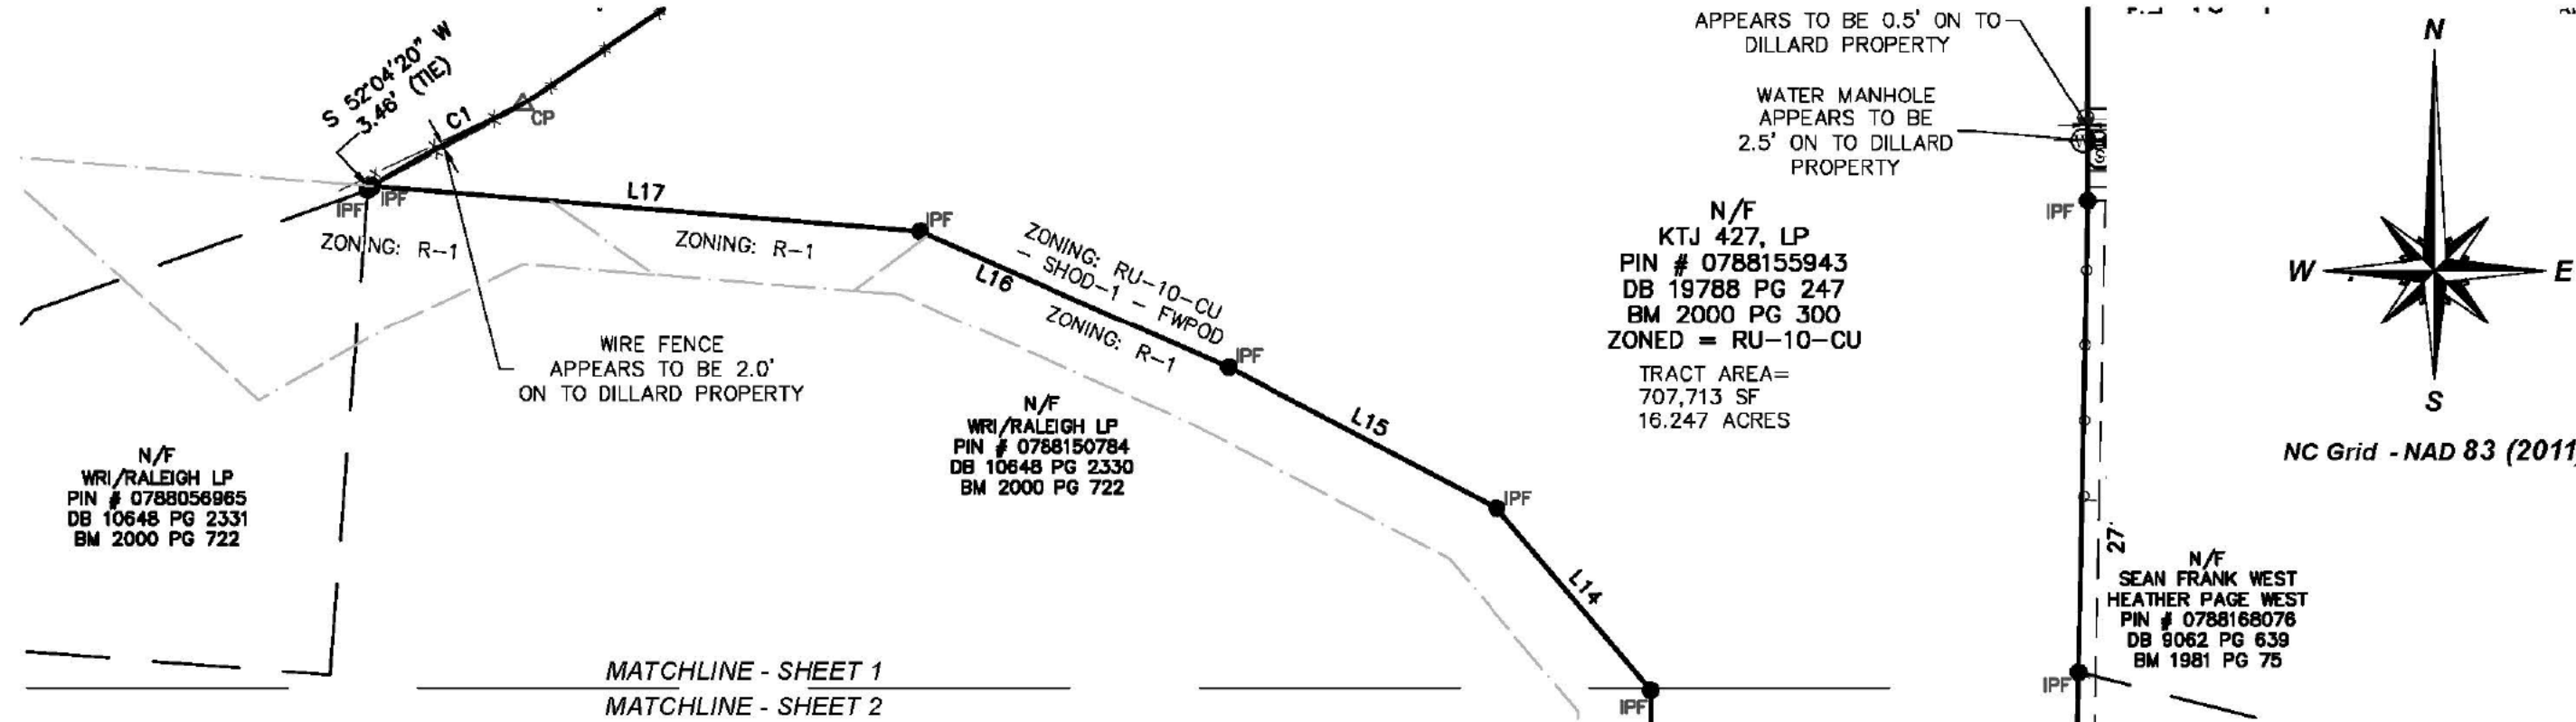 S 52°04'20" W
3.46' (TIE)
C1
CP
IPF
IPF
L17
IPF
ZONING: R-1
ZONING: R-1
ZONING: RU-10-CU
- SHOD-1 - FWPOD
L16
ZONING: R-1
IPF
WIRE FENCE
APPEARS TO BE 2.0'
ON TO DILLARD PROPERTY
L15
IPF
L14
IPF
N/F
WRI/RALEIGH LP
PIN # 0788056965
DB 10648 PG 2331
BM 2000 PG 722
N/F
WRI/RALEIGH LP
PIN # 0788150784
DB 10648 PG 2330
BM 2000 PG 722
APPEARS TO BE 0.5' ON TO
DILLARD PROPERTY
WATER MANHOLE
APPEARS TO BE
2.5' ON TO DILLARD
PROPERTY
IPF
N/F
KTJ 427, LP
PIN # 0788155943
DB 19788 PG 247
BM 2000 PG 300
ZONED = RU-10-CU
TRACT AREA=
707,713 SF
16.247 ACRES
N
W
E
S
NC Grid - NAD 83 (2011
27'
N/F
SEAN FRANK WEST
HEATHER PAGE WEST
PIN # 0788168076
DB 9062 PG 639
BM 1981 PG 75
IPF
MATCHLINE - SHEET 1
MATCHLINE - SHEET 2